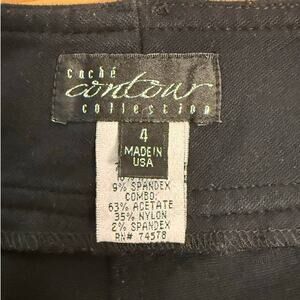 Caché
contour
collection
4
MADE IN
USA
9% SPANDEX
COMBO:
63% ACETATE
35% NYLON
2% SPANDEX
RN# 74578